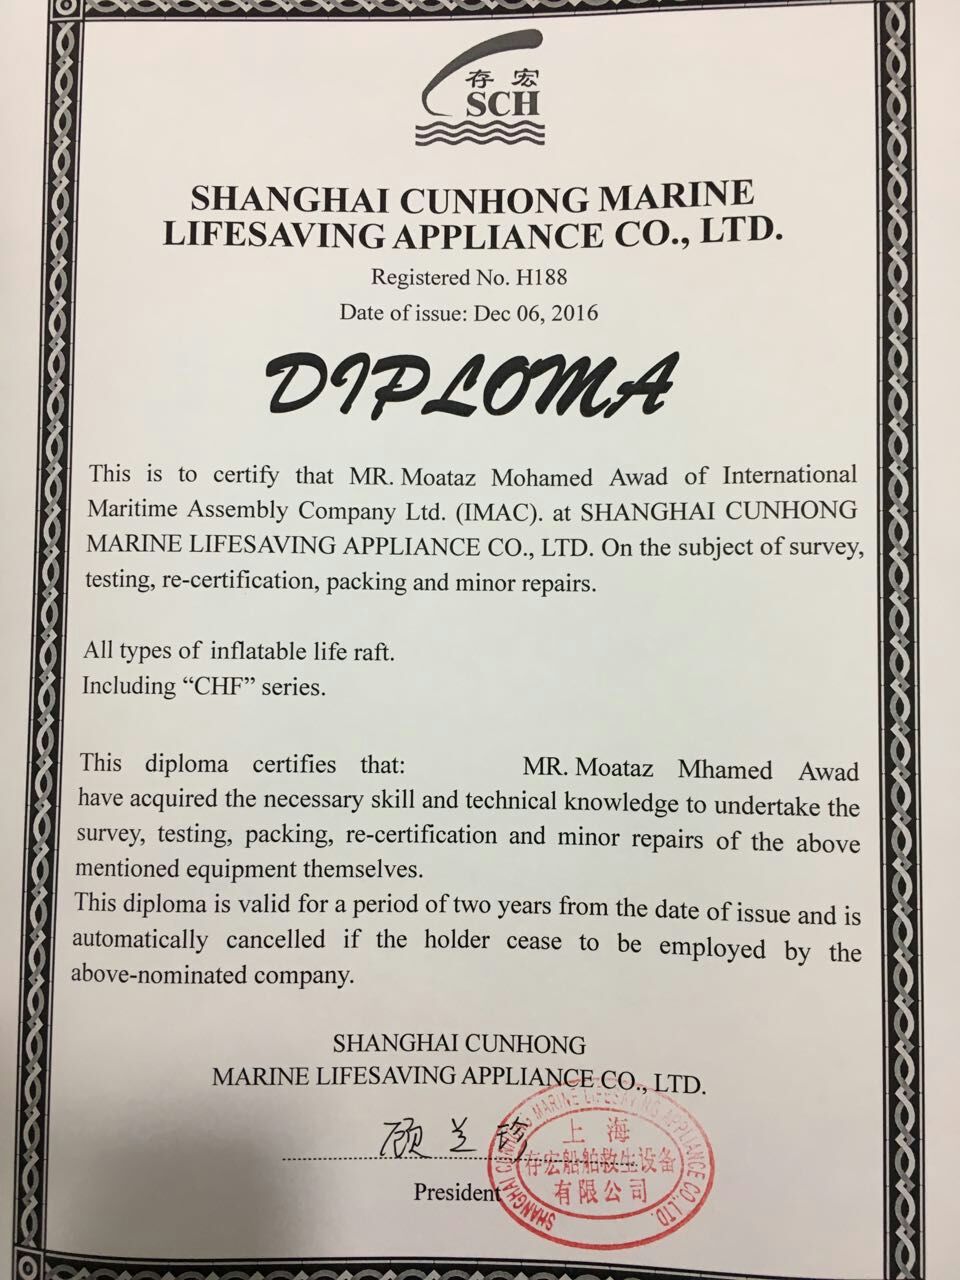 存宏
SCH
SHANGHAI CUNHONG MARINE
LIFESAVING APPLIANCE CO., LTD.
Registered No. H188
Date of issue: Dec 06, 2016
DIPLOMA
This is to certify that MR. Moataz Mohamed Awad of International
Maritime Assembly Company Ltd. (IMAC). at SHANGHAI CUNHONG
MARINE LIFESAVING APPLIANCE CO., LTD. On the subject of survey,
testing, re-certification, packing and minor repairs.
All types of inflatable life raft.
Including “CHF” series.
This diploma certifies that: MR. Moataz Mhamed Awad
have acquired the necessary skill and technical knowledge to undertake the
survey, testing, packing, re-certification and minor repairs of the above
mentioned equipment themselves.
This diploma is valid for a period of two years from the date of issue and is
automatically cancelled if the holder cease to be employed by the
above-nominated company.
SHANGHAI CUNHONG
MARINE LIFESAVING APPLIANCE CO., LTD.
President
SHANGHAI CUNHONG MARINE LIFESAVING APPLIANCE CO.,LTD.
上海
存宏船舶救生设备
有限公司